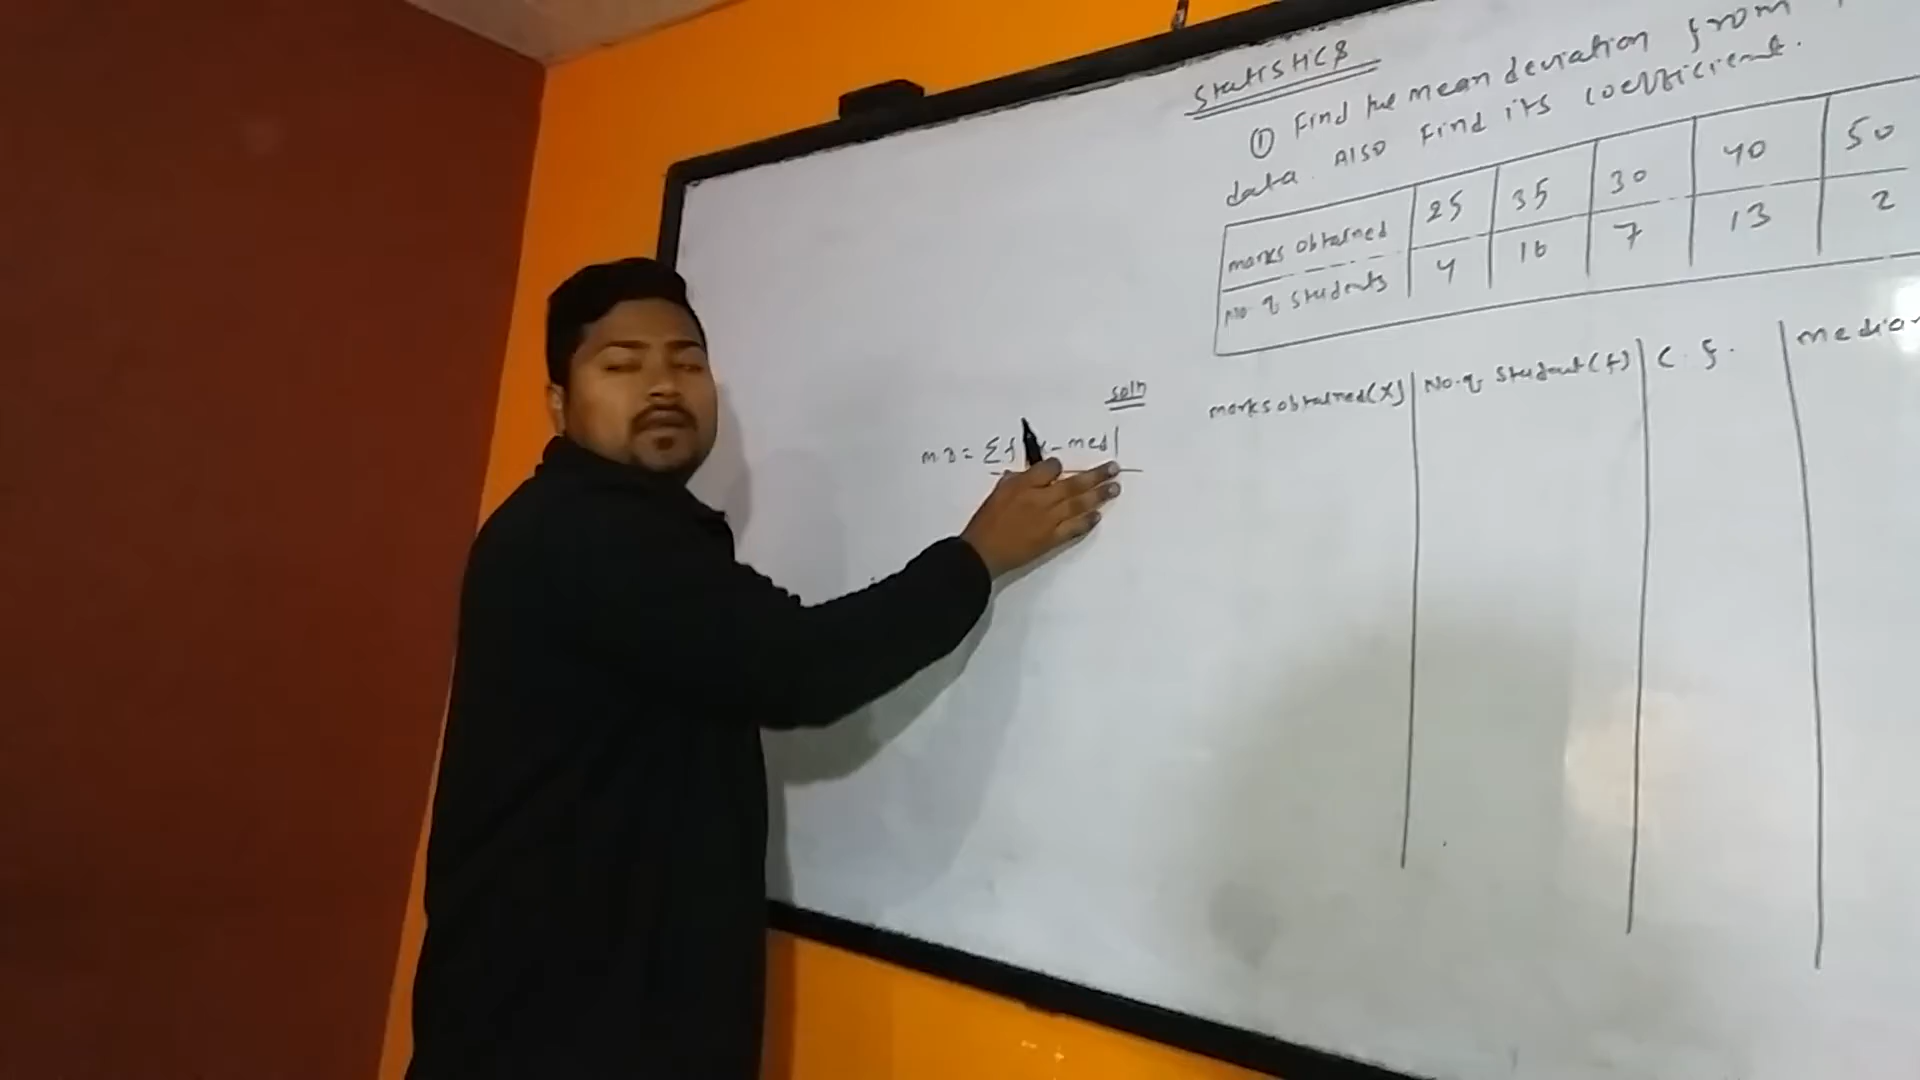 Statistics
① Find the mean deviation from
data. Also Find its coefficient.
marks obtained 25 35 30 40 50
No. of Students 4 16 7 13 2
soln
marks obtained(x) No. of Student(f) C.f. media
M.D = Σf|x-med|